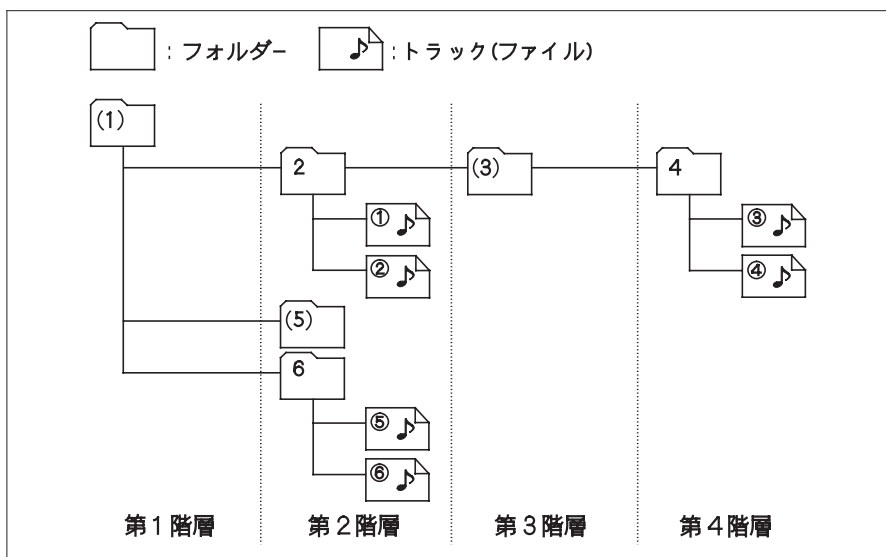 ：フォルダー ：トラック(ファイル)
(1)
2 (3) 4
① ③
② ④
(5)
6
⑤
⑥
第1階層 第2階層 第3階層 第4階層